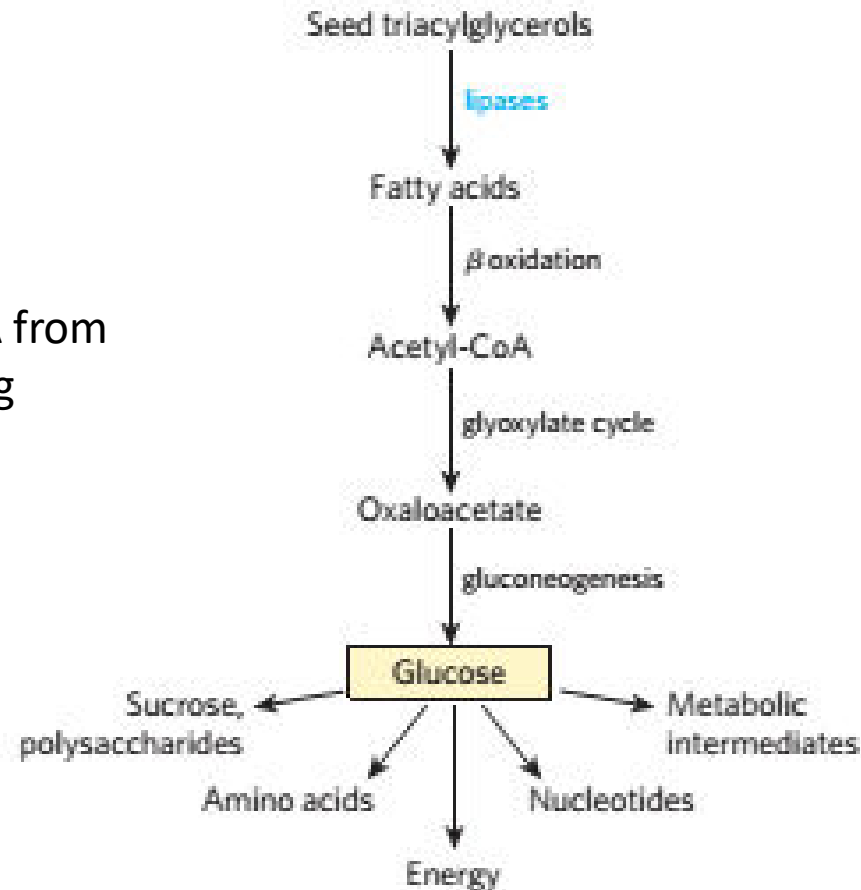 Seed triacylglycerols
lipases
Fatty acids
β oxidation
A from
g
Acetyl-CoA
glyoxylate cycle
Oxaloacetate
gluconeogenesis
Glucose
Sucrose,
polysaccharides
Metabolic
intermediates
Amino acids
Nucleotides
Energy